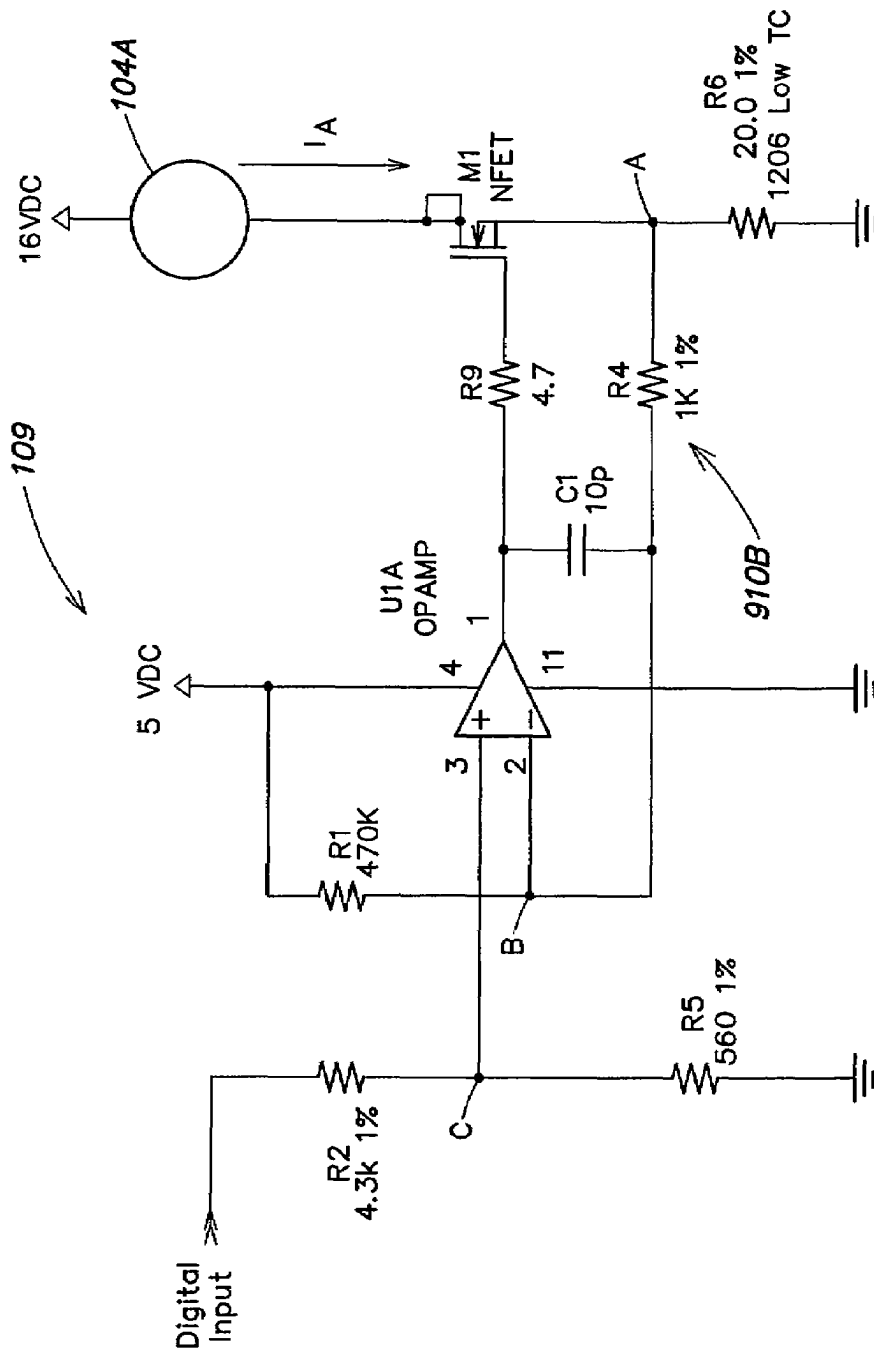 109
104A
16VDC
I A
5 VDC
M1
NFET
A
R6
20.0 1%
1206 Low TC
R9
4.7
R4
1K 1%
C1
10p
910B
U1A
OPAMP
1
4
11
3
+
2
−
R1
470K
B
C
R5
560 1%
R2
4.3k 1%
Digital
Input